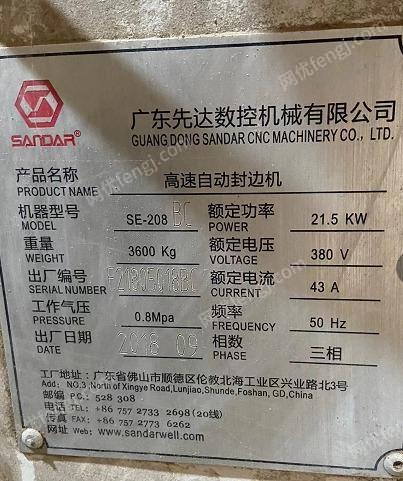 SANDAR®
广东先达数控机械有限公司
GUANG DONG SANDAR CNC MACHINERY CO., LTD.
产品名称 高速自动封边机
PRODUCT NAME
机器型号 SE-208 BC 额定功率 21.5 KW
MODEL POWER
重量 3600 Kg 额定电压 380 V
WEIGHT VOLTAGE
出厂编号 额定电流 43 A
SERIAL NUMBER CURRENT
工作气压 0.8Mpa 频率 50 Hz
PRESSURE FREQUENCY
出厂日期 2018 09 相数 三相
DATE PHASE
工厂地址: 广东省佛山市顺德区伦教北海工业区兴业路北3号
Add: NO.3,North of Xingye Road,Lunjiao,Shunde,Foshan, GD,China
邮编 P.C.: 528 308
电话 TEL: +86 757 2733 2698 (20线)
传真 FAX: +86 757 2773 6262
网址 Web: www.sandarwell.com